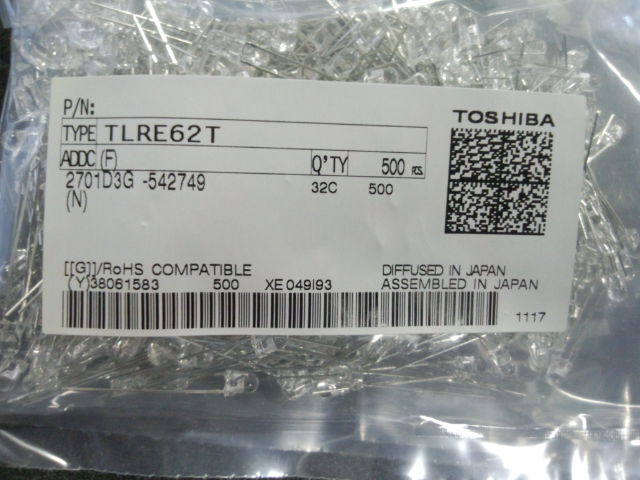 P/N:
TOSHIBA
TYPE TLRE62T
ADDC (F) Q'TY 500 PCS.
2701D3G -542749 32C 500
(N)
[[G]]/RoHS COMPATIBLE DIFFUSED IN JAPAN
(Y)38061583 500 XE049I93 ASSEMBLED IN JAPAN
1117